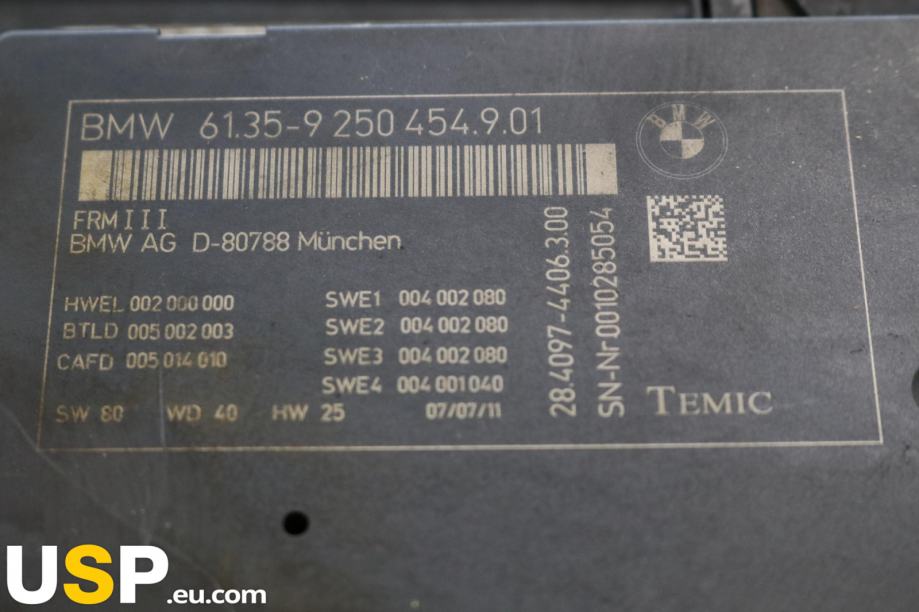 BMW 61.35-9 250 454.9.01
BMW
FRM III
BMW AG D-80788 München
HWEL 002 000 000
BTLD 005 002 003
CAFD 005 014 010
SW 80 WD 40 HW 25
SWE1 004 002 080
SWE2 004 002 080
SWE3 004 002 080
SWE4 004 001 040
07/07/11
28.4097-4406.3.00
SN-Nr0010285054
TEMIC
USP.eu.com